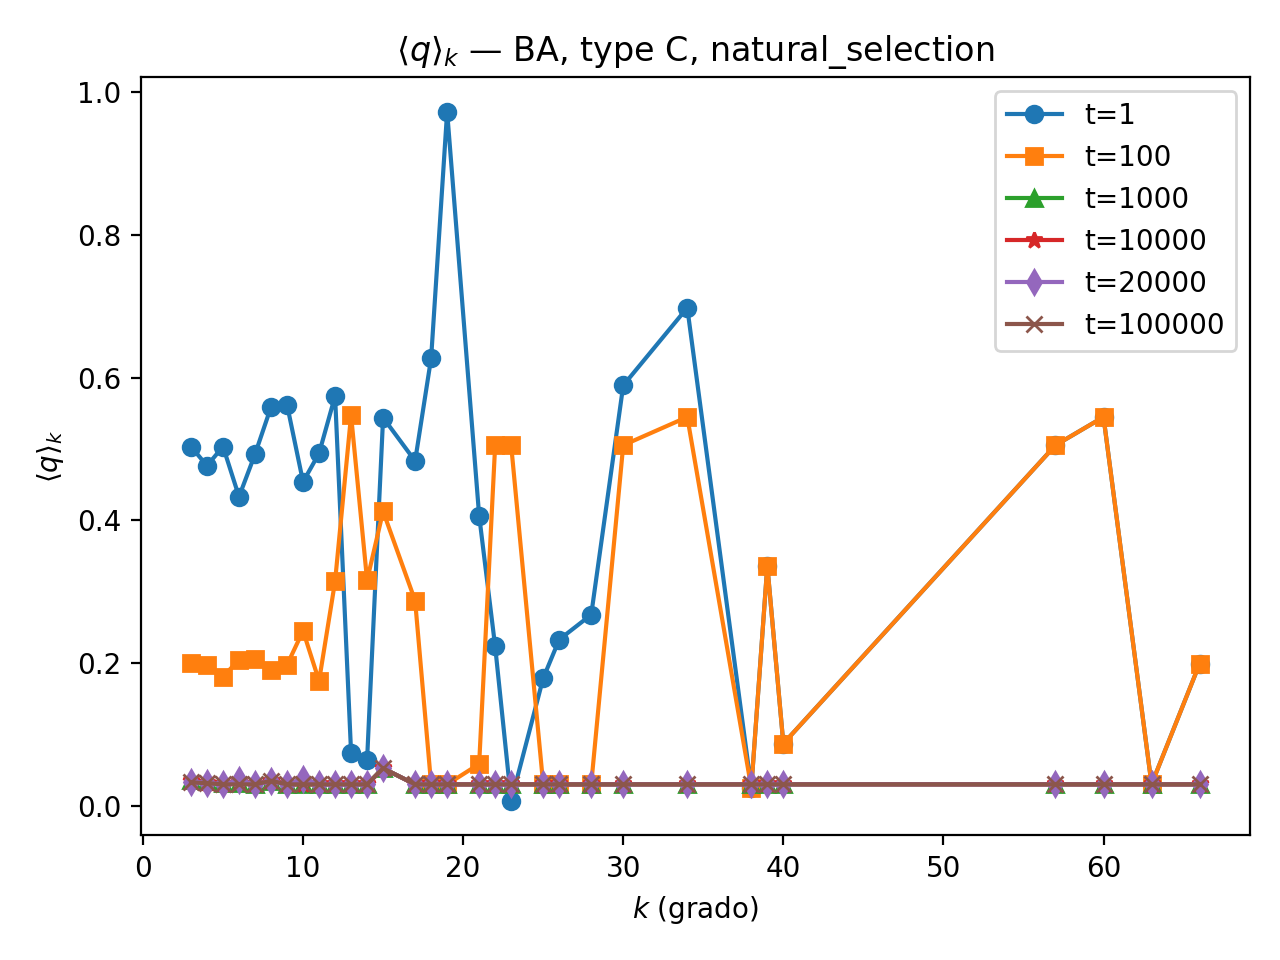 ⟨q⟩ₖ — BA, type C, natural_selection
1.0
0.8
0.6
0.4
0.2
0.0
⟨q⟩ₖ
t=1
t=100
t=1000
t=10000
t=20000
t=100000
0 10 20 30 40 50 60
k (grado)